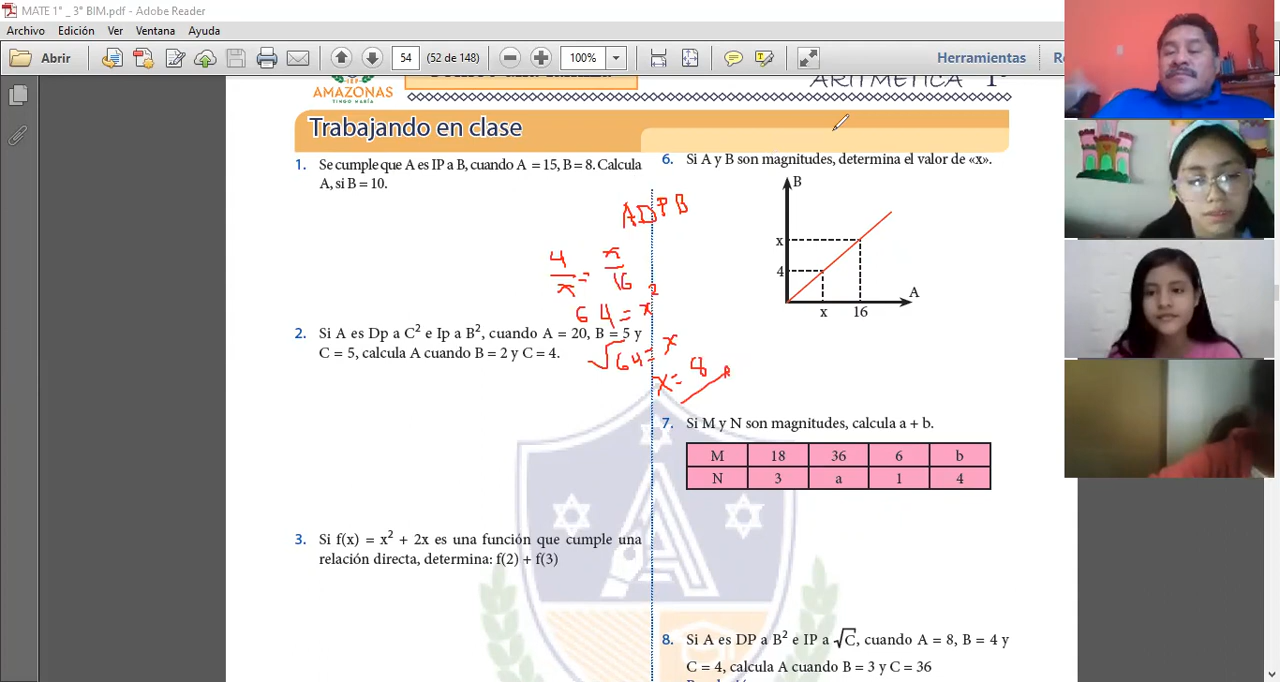 MATE 1° _ 3° BIM.pdf - Adobe Reader
Archivo Edición Ver Ventana Ayuda
Abrir 54 (52 de 148) 100% Herramientas
AMAZONAS
TINGO MARÍA
ARITMÉTICA
Trabajando en clase
1. Se cumple que A es IP a B, cuando A = 15, B = 8. Calcula
A, si B = 10.
2. Si A es Dp a C² e Ip a B², cuando A = 20, B = 5 y
C = 5, calcula A cuando B = 2 y C = 4.
3. Si f(x) = x² + 2x es una función que cumple una
relación directa, determina: f(2) + f(3)
A DP B
4/x = x/16
64 = x²
√64 = x
x = 8
6. Si A y B son magnitudes, determina el valor de «x».
B
x
4
A
x 16
7. Si M y N son magnitudes, calcula a + b.
M 18 36 6 b
N 3 a 1 4
8. Si A es DP a B² e IP a √C, cuando A = 8, B = 4 y
C = 4, calcula A cuando B = 3 y C = 36